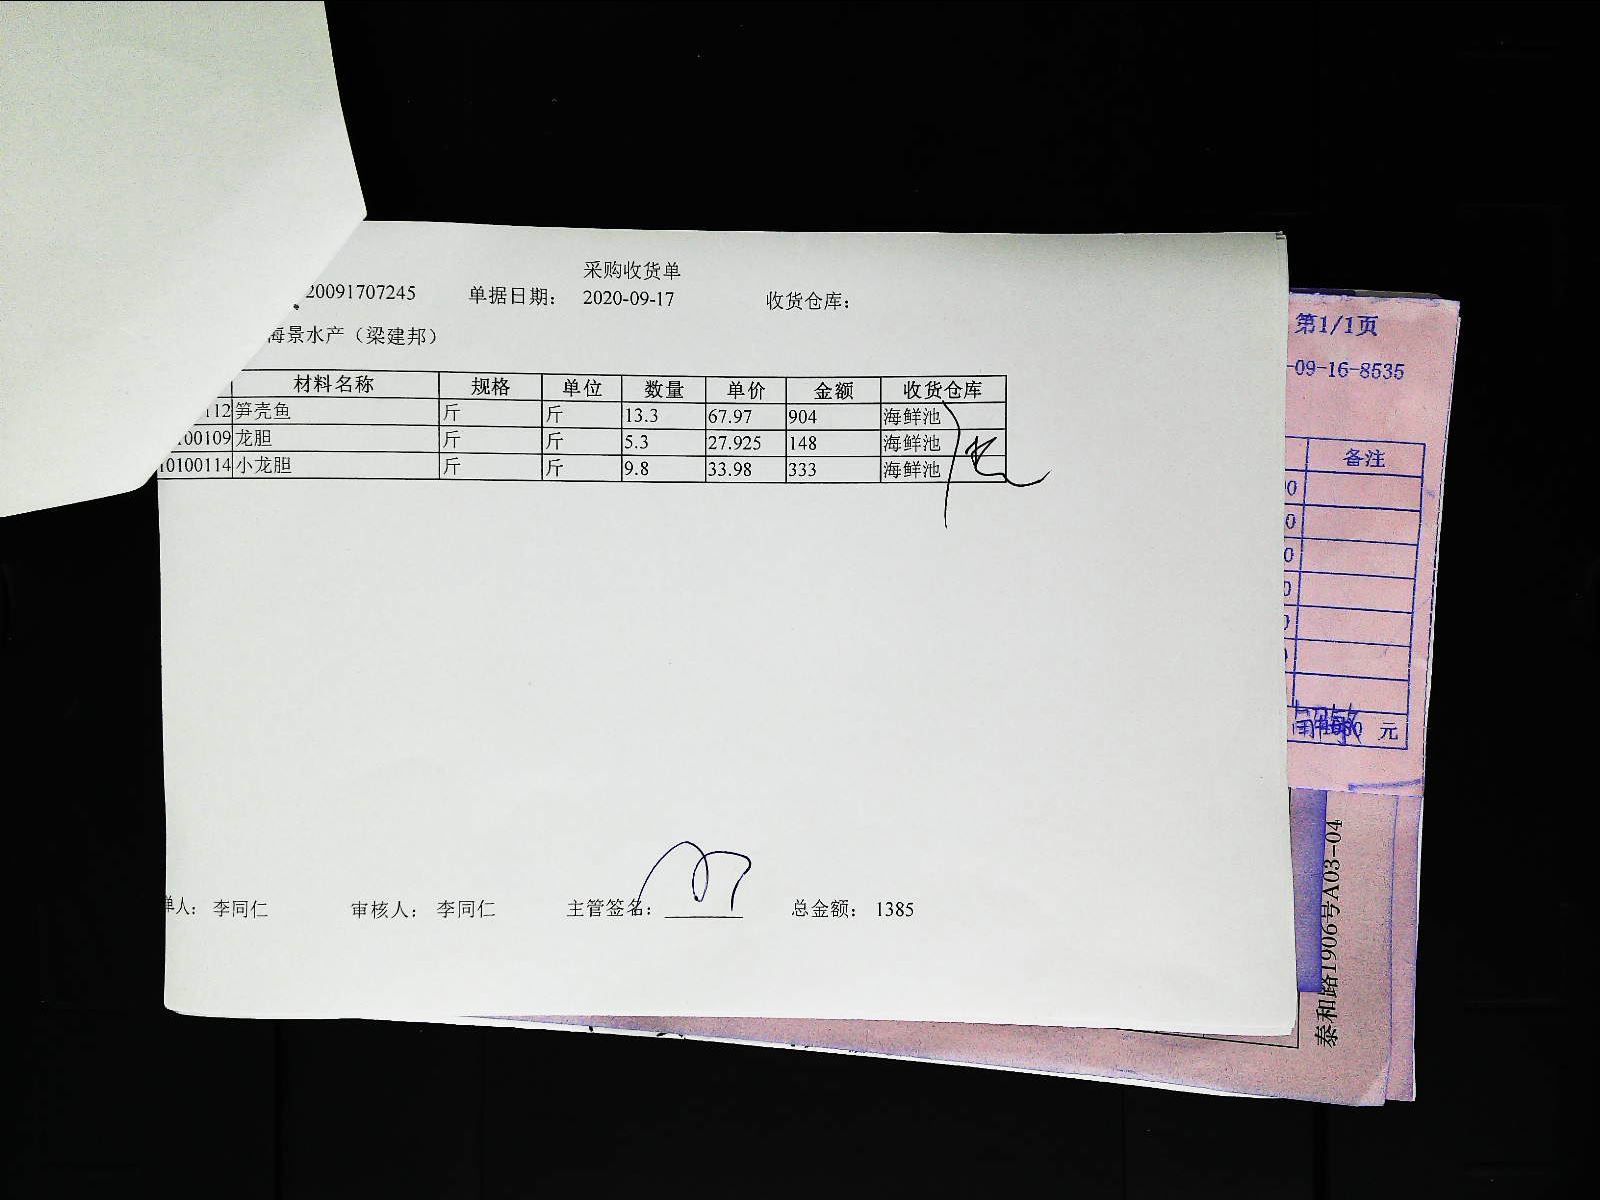 采购收货单
20091707245 单据日期： 2020-09-17 收货仓库：
海景水产（梁建邦）
材料名称 规格 单位 数量 单价 金额 收货仓库
112 笋壳鱼 斤 斤 13.3 67.97 904 海鲜池
100109 龙胆 斤 斤 5.3 27.925 148 海鲜池
10100114 小龙胆 斤 斤 9.8 33.98 333 海鲜池
单人： 李同仁 审核人： 李同仁 主管签名： 总金额： 1385
第1/1页
-09-16-8535
备注
元
泰和路1906号A03-04